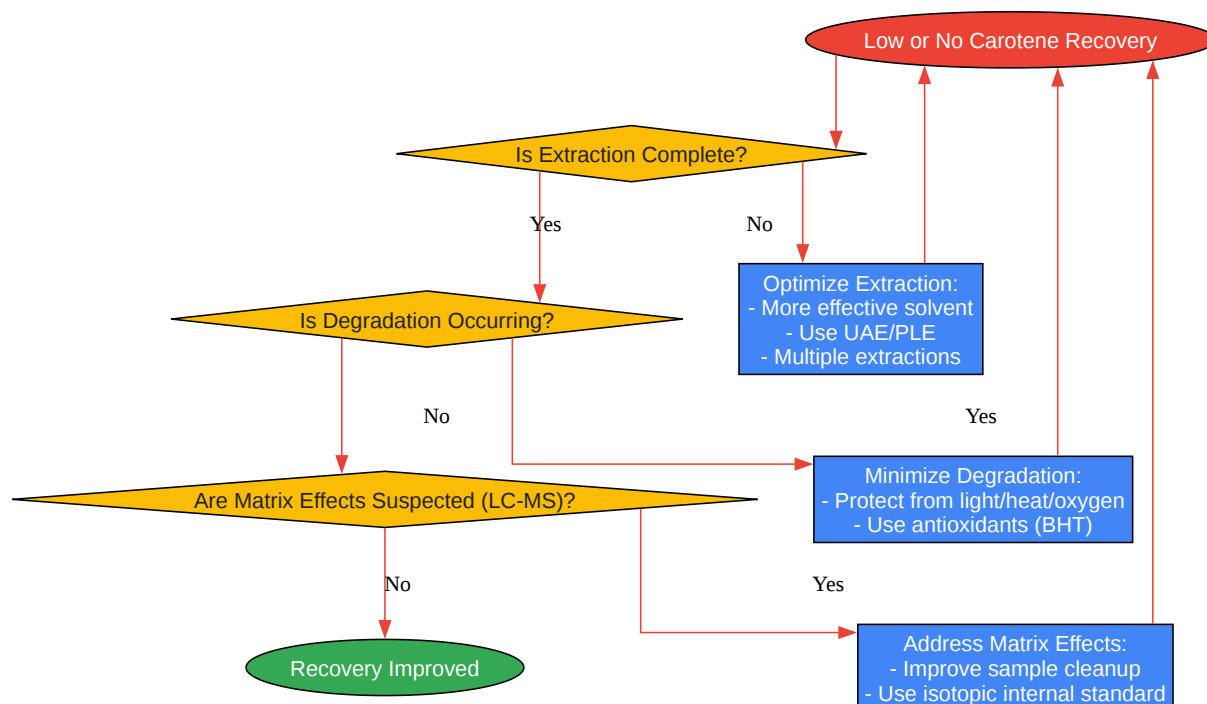 Low or No Carotene Recovery
Is Extraction Complete?
Yes
No
Optimize Extraction:
- More effective solvent
- Use UAE/PLE
- Multiple extractions
Is Degradation Occurring?
No
Yes
Minimize Degradation:
- Protect from light/heat/oxygen
- Use antioxidants (BHT)
Are Matrix Effects Suspected (LC-MS)?
No
Yes
Address Matrix Effects:
- Improve sample cleanup
- Use isotopic internal standard
Recovery Improved